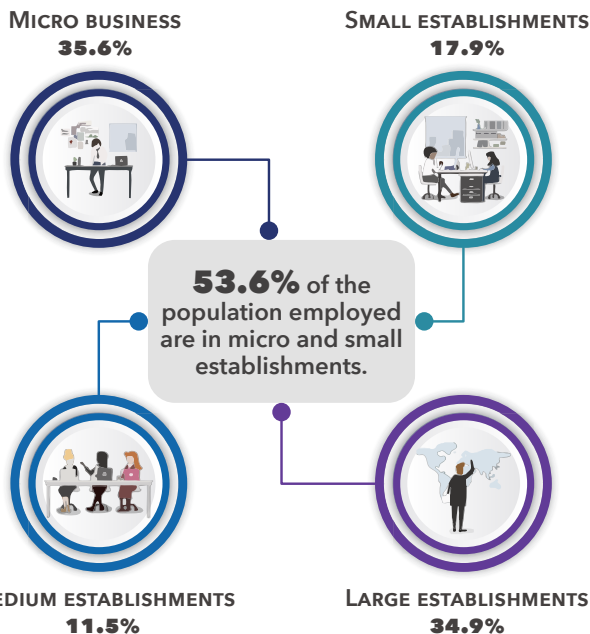 Micro business
35.6%
Small establishments
17.9%
53.6% of the
population employed
are in micro and small
establishments.
edium establishments
11.5%
Large establishments
34.9%